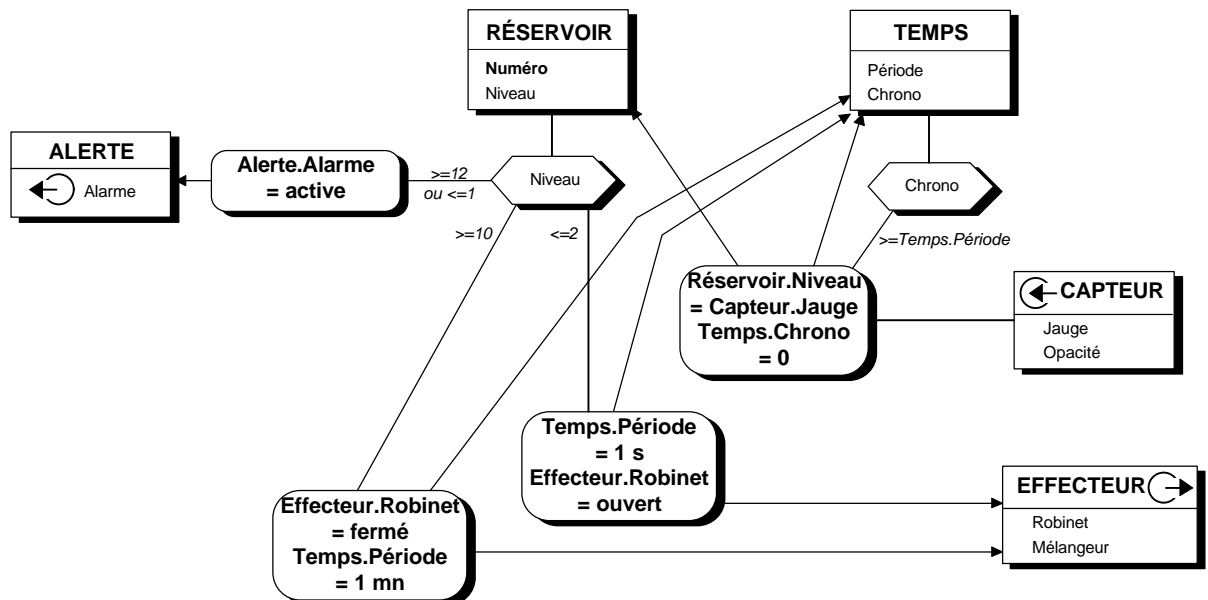 RÉSERVOIR
Numéro
Niveau
TEMPS
Période
Chrono
ALERTE
Alarme
Alerte.Alarme
= active
>=12
ou <=1
Niveau
Chrono
>=10
<=2
>=Temps.Période
Réservoir.Niveau
= Capteur.Jauge
Temps.Chrono
= 0
CAPTEUR
Jauge
Opacité
Temps.Période
= 1 s
Effecteur.Robinet
= ouvert
Effecteur.Robinet
= fermé
Temps.Période
= 1 mn
EFFECTEUR
Robinet
Mélangeur